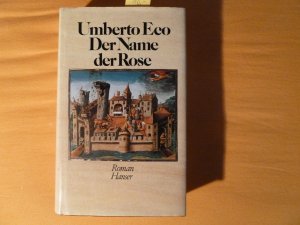 Umberto Eco
Der Name
der Rose
Roman
Hanser